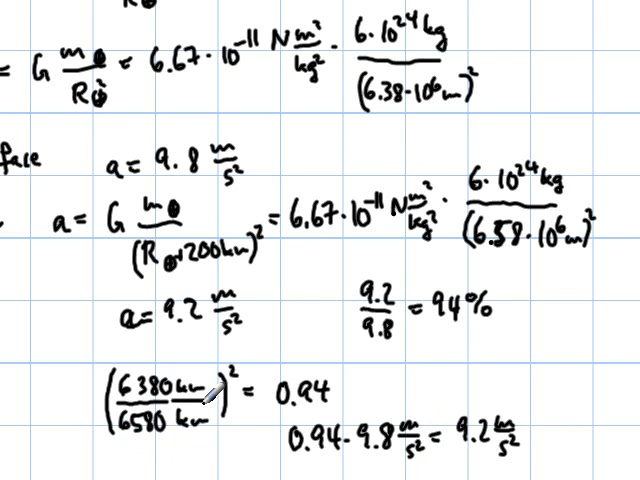 R⊕
= G m⊕/R⊕² = 6.67·10⁻¹¹ N m²/kg² · 6·10²⁴ kg/(6.38·10⁶ m)²
face a = 9.8 m/s²
a = G m⊕/(R⊕+200km)² = 6.67·10⁻¹¹ N m²/kg² · 6·10²⁴ kg/(6.58·10⁶ m)²
a = 9.2 m/s² 9.2/9.8 = 94%
(6380 km/6580 km)² = 0.94
0.94·9.8 m/s² = 9.2 m/s²